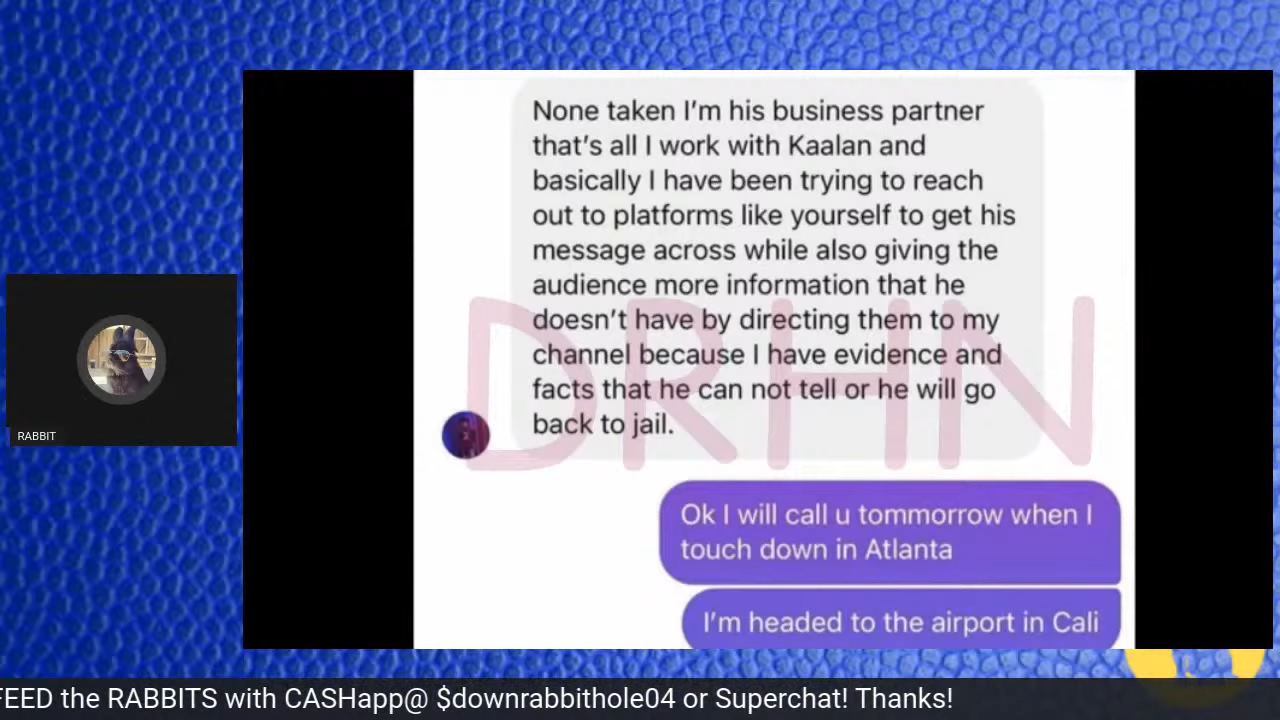 None taken I'm his business partner
that's all I work with Kaalan and
basically I have been trying to reach
out to platforms like yourself to get his
message across while also giving the
audience more information that he
doesn't have by directing them to my
channel because I have evidence and
facts that he can not tell or he will go
back to jail.
DRHN
Ok I will call u tommorrow when I
touch down in Atlanta
I'm headed to the airport in Cali
RABBIT
FEED the RABBITS with CASHapp@ $downrabbithole04 or Superchat! Thanks!